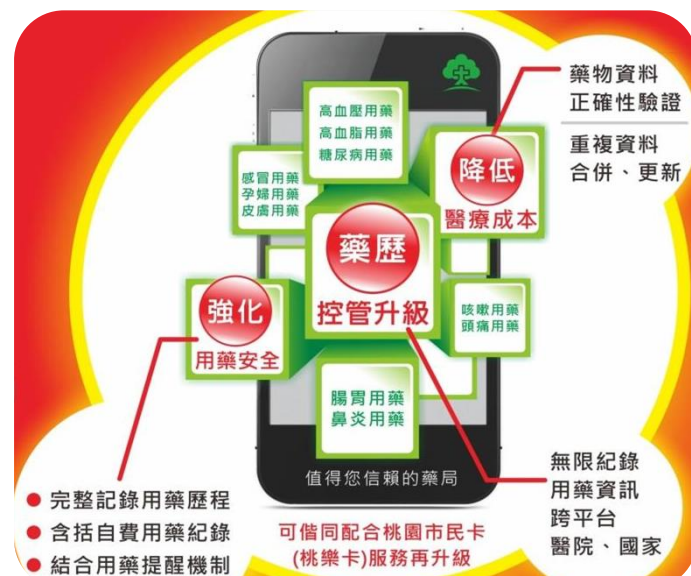 藥物資料
正確性驗證
重複資料
合併、更新
高血壓用藥
高血脂用藥
糖尿病用藥
降低
醫療成本
感冒用藥
孕婦用藥
皮膚用藥
藥歷
控管升級
強化
用藥安全
咳嗽用藥
頭痛用藥
腸胃用藥
鼻炎用藥
值得您信賴的藥局
無限紀錄
用藥資訊
跨平台
醫院、國家
● 完整記錄用藥歷程
● 含括自費用藥紀錄
● 結合用藥提醒機制
可偕同配合桃園市民卡
(桃樂卡)服務再升級